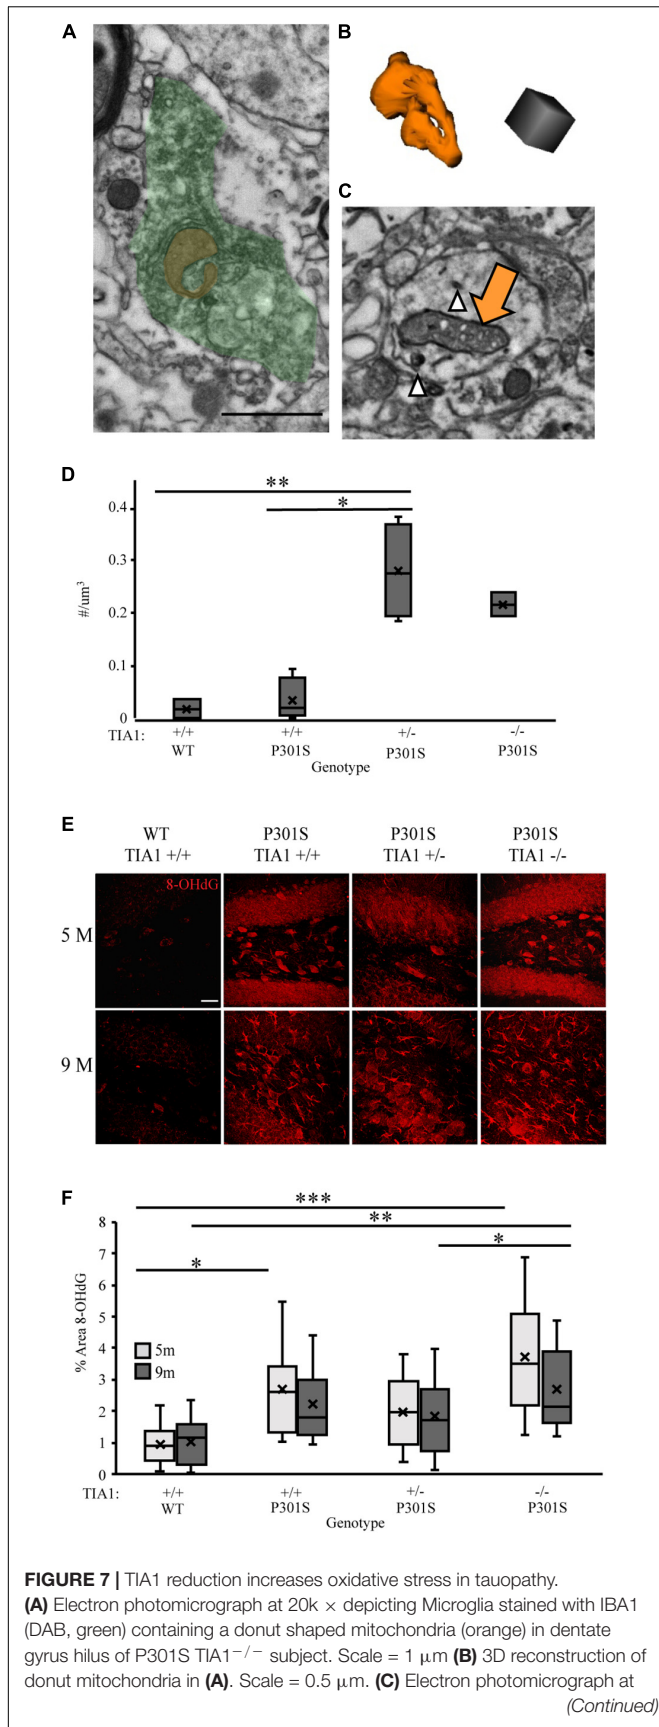 A
B
C
D
**
*
0.4
0.3
#/um³
0.2
0.1
0
TIA1: +/+ +/+ +/- -/-
WT P301S P301S P301S
Genotype
E
WT P301S P301S P301S
TIA1 +/+ TIA1 +/+ TIA1 +/- TIA1 -/-
8-OHdG
5 M
9 M
F
***
**
*
*
8
7
6
5
% Area 8-OHdG
4
5m
3
9m
2
1
0
TIA1: +/+ +/+ +/- -/-
WT P301S P301S P301S
Genotype
FIGURE 7 | TIA1 reduction increases oxidative stress in tauopathy.
(A) Electron photomicrograph at 20k × depicting Microglia stained with IBA1
(DAB, green) containing a donut shaped mitochondria (orange) in dentate
gyrus hilus of P301S TIA1⁻/⁻ subject. Scale = 1 μm (B) 3D reconstruction of
donut mitochondria in (A). Scale = 0.5 μm. (C) Electron photomicrograph at
(Continued)